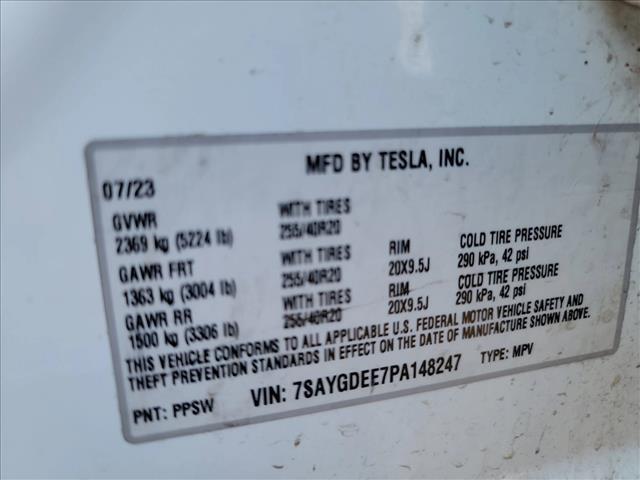 MFD BY TESLA, INC.
07/23
GVWR WITH TIRES
2369 kg (5224 lb) 255/40R20 RIM COLD TIRE PRESSURE
GAWR FRT WITH TIRES 20X9.5J 290 kPa, 42 psi
1363 kg (3004 lb) 255/40R20 RIM COLD TIRE PRESSURE
GAWR RR WITH TIRES 20X9.5J 290 kPa, 42 psi
1500 kg (3306 lb) 255/40R20
THIS VEHICLE CONFORMS TO ALL APPLICABLE U.S. FEDERAL MOTOR VEHICLE SAFETY AND
THEFT PREVENTION STANDARDS IN EFFECT ON THE DATE OF MANUFACTURE SHOWN ABOVE.
PNT: PPSW VIN: 7SAYGDEE7PA148247 TYPE: MPV